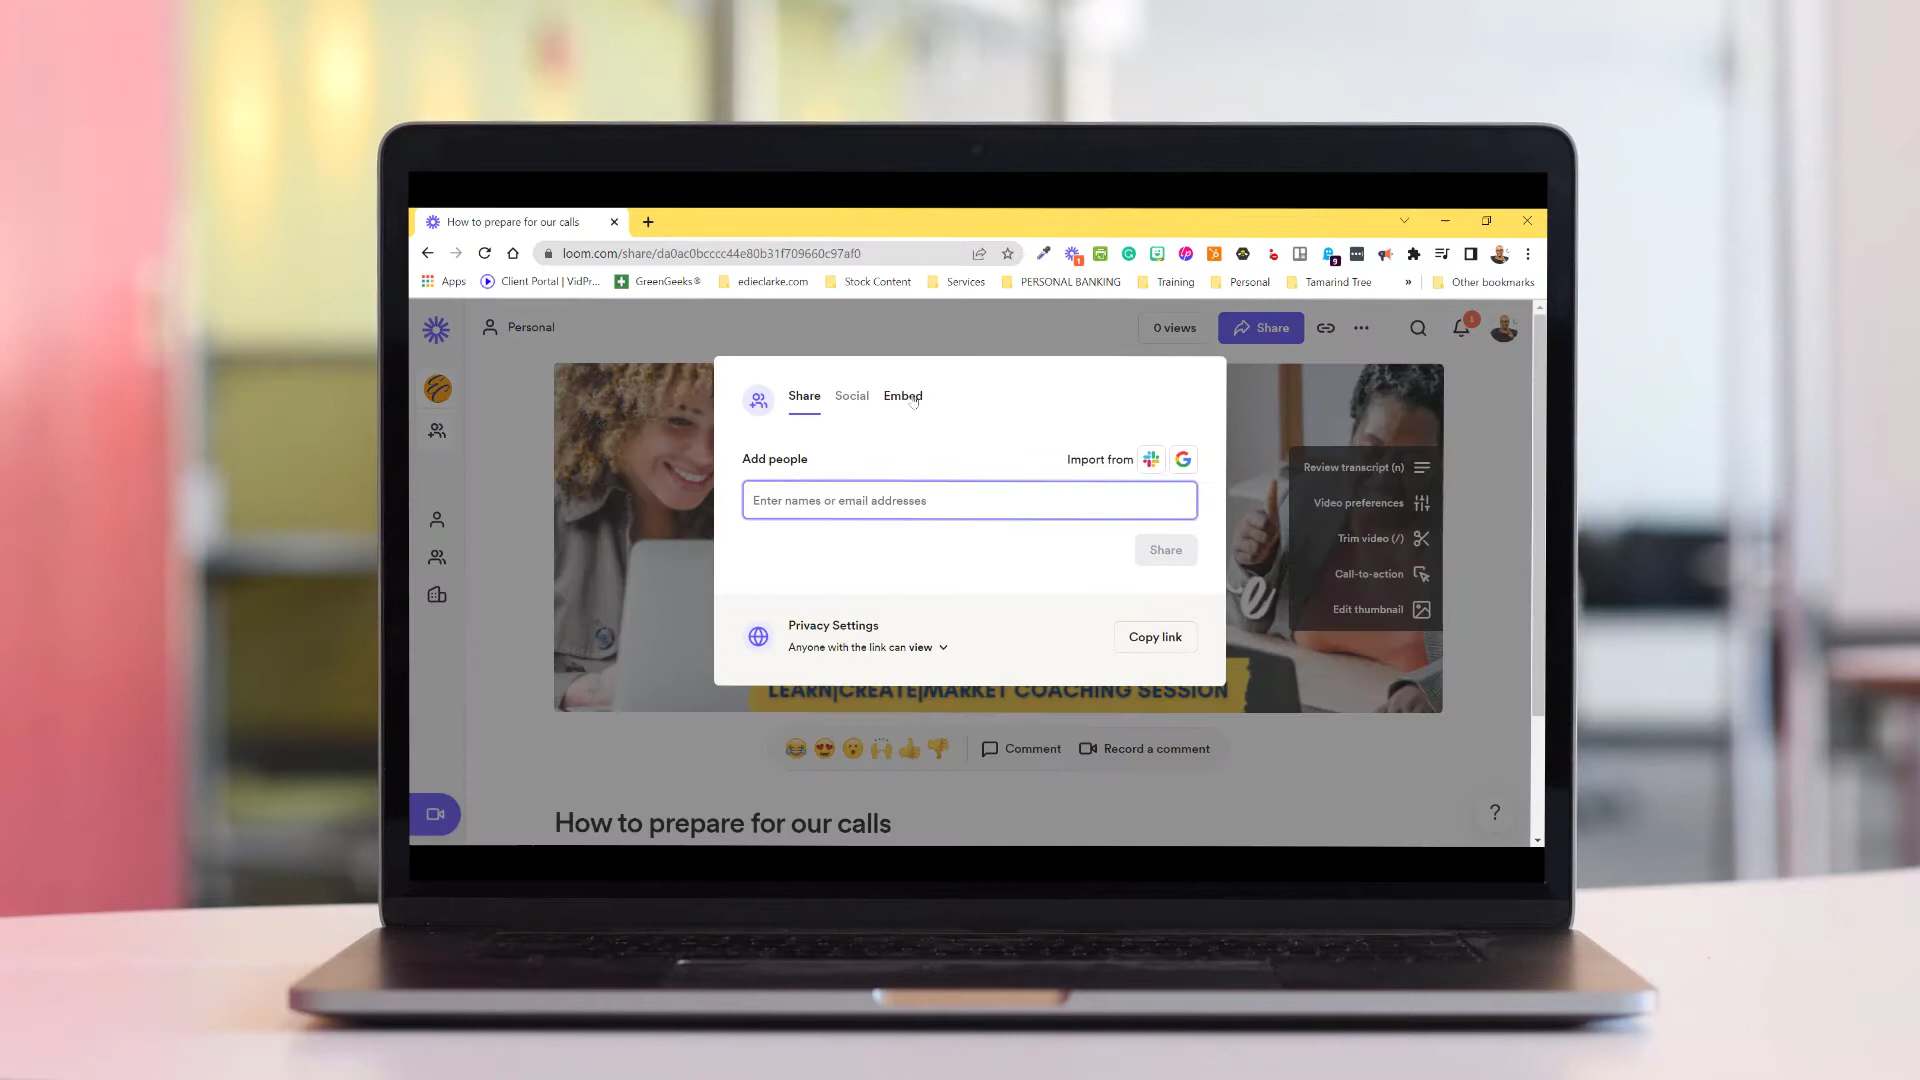 How to prepare for our calls
loom.com/share/da0ac0bcccc44e80b31f709660c97af0
1
9
Apps
Client Portal | VidPr...
GreenGeeks®
edieclarke.com
Stock Content
Services
PERSONAL BANKING
Training
Personal
Tamarind Tree
»
Other bookmarks
Personal
0 views
Share
Share Social Embed
Add people
Import from
Enter names or email addresses
Share
Privacy Settings
Anyone with the link can view
Copy link
Review transcript (n)
Video preferences
Trim video (/)
Call-to-action
Edit thumbnail
LEARN|CREATE|MARKET COACHING SESSION
Comment
Record a comment
How to prepare for our calls
?